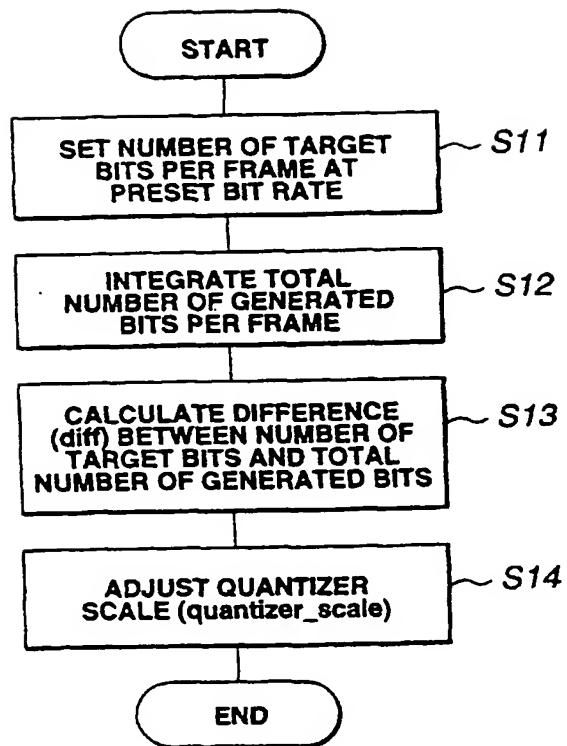 START
SET NUMBER OF TARGET
BITS PER FRAME AT
PRESET BIT RATE
S11
INTEGRATE TOTAL
NUMBER OF GENERATED
BITS PER FRAME
S12
CALCULATE DIFFERENCE
(diff) BETWEEN NUMBER OF
TARGET BITS AND TOTAL
NUMBER OF GENERATED BITS
S13
ADJUST QUANTIZER
SCALE (quantizer_scale)
S14
END